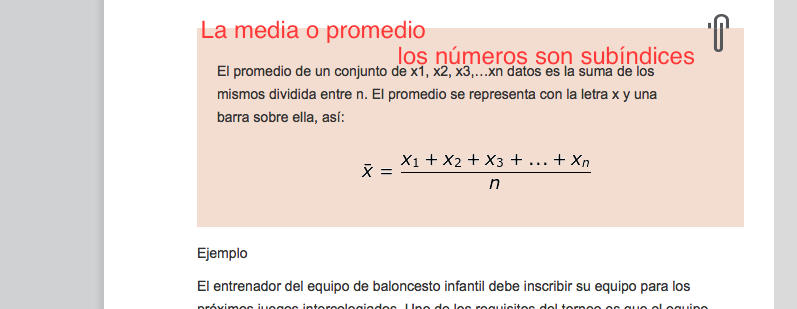 La media o promedio
los números son subíndices
El promedio de un conjunto de x1, x2, x3,...xn datos es la suma de los
mismos dividida entre n. El promedio se representa con la letra x y una
barra sobre ella, así:
x̄ = (x₁ + x₂ + x₃ + ... + xₙ) / n
Ejemplo
El entrenador del equipo de baloncesto infantil debe inscribir su equipo para los
próximos juegos intercolegiados. Uno de los requisitos del torneo es que el equipo